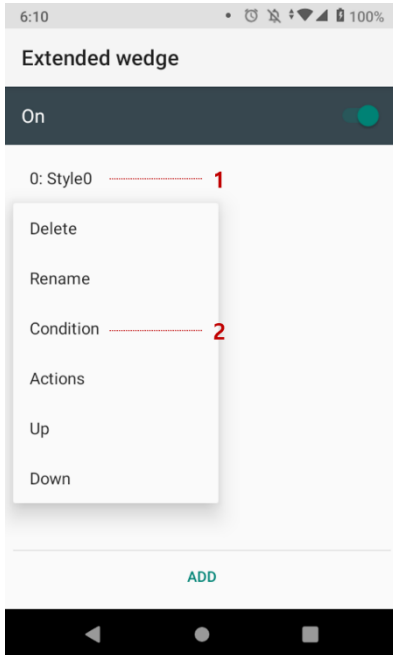 6:10 100%
Extended wedge
On
0: Style0 1
Delete
Rename
Condition 2
Actions
Up
Down
ADD